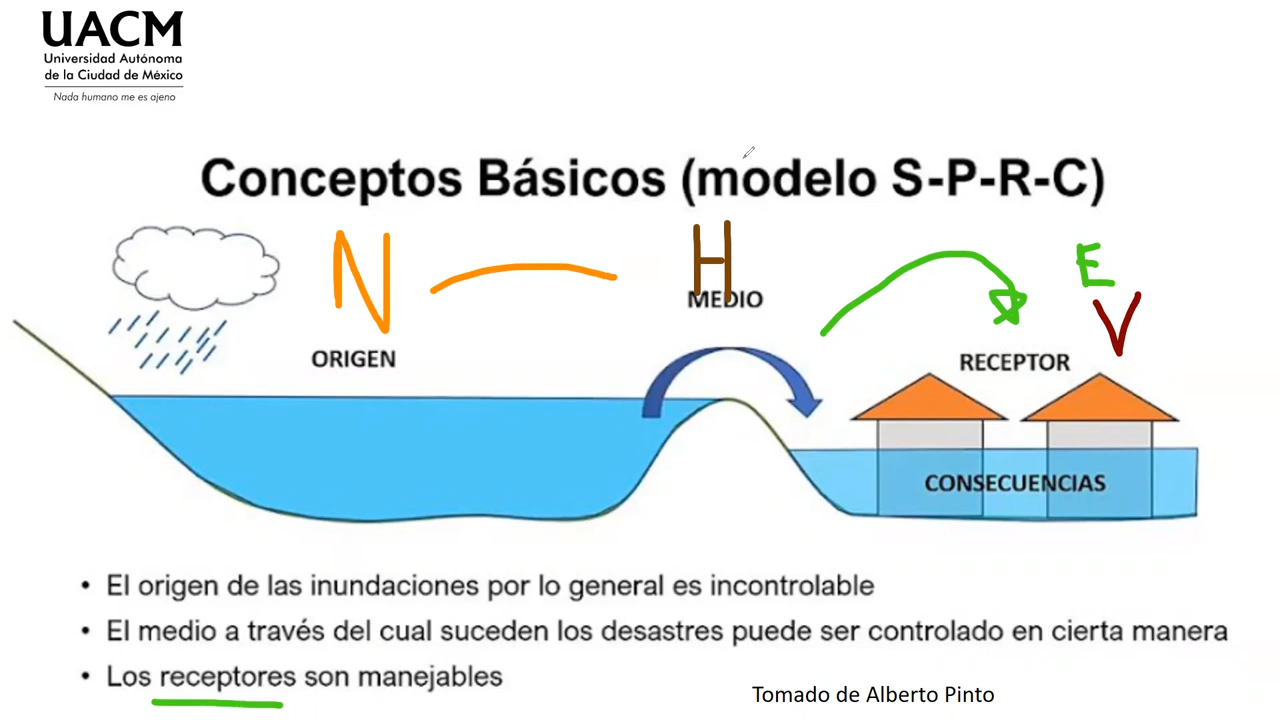 UACM
Universidad Autónoma
de la Ciudad de México
Nada humano me es ajeno
Conceptos Básicos (modelo S-P-R-C)
N
H
E
MEDIO
V
ORIGEN
RECEPTOR
CONSECUENCIAS
• El origen de las inundaciones por lo general es incontrolable
• El medio a través del cual suceden los desastres puede ser controlado en cierta manera
• Los receptores son manejables
Tomado de Alberto Pinto